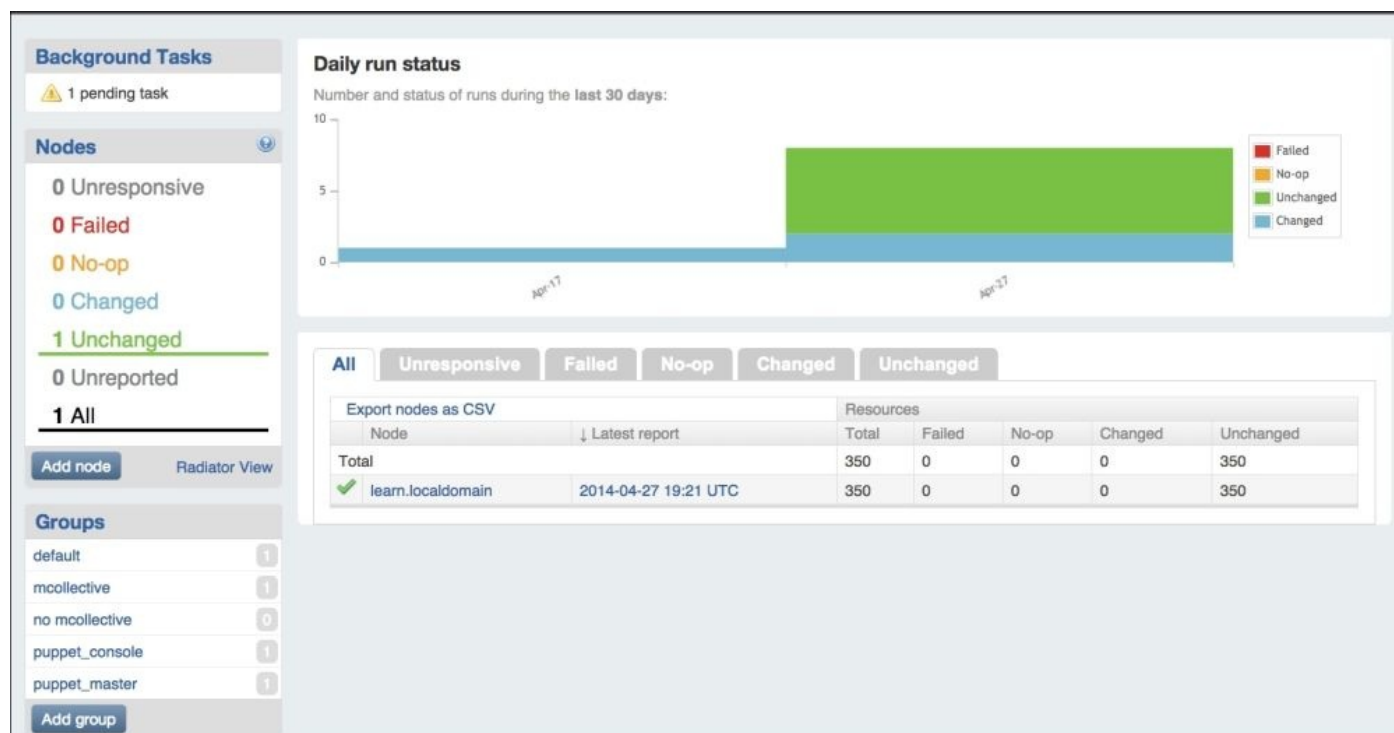 Background Tasks
1 pending task
Nodes
0 Unresponsive
0 Failed
0 No-op
0 Changed
1 Unchanged
0 Unreported
1 All
Add node Radiator View
Groups
default 1
mcollective 1
no mcollective 0
puppet_console 1
puppet_master 1
Add group
Daily run status
Number and status of runs during the last 30 days:
10
5
0
Apr-17 Apr-27
Failed
No-op
Unchanged
Changed
All Unresponsive Failed No-op Changed Unchanged
Export nodes as CSV Resources
Node ↓ Latest report Total Failed No-op Changed Unchanged
Total 350 0 0 0 350
learn.localdomain 2014-04-27 19:21 UTC 350 0 0 0 350